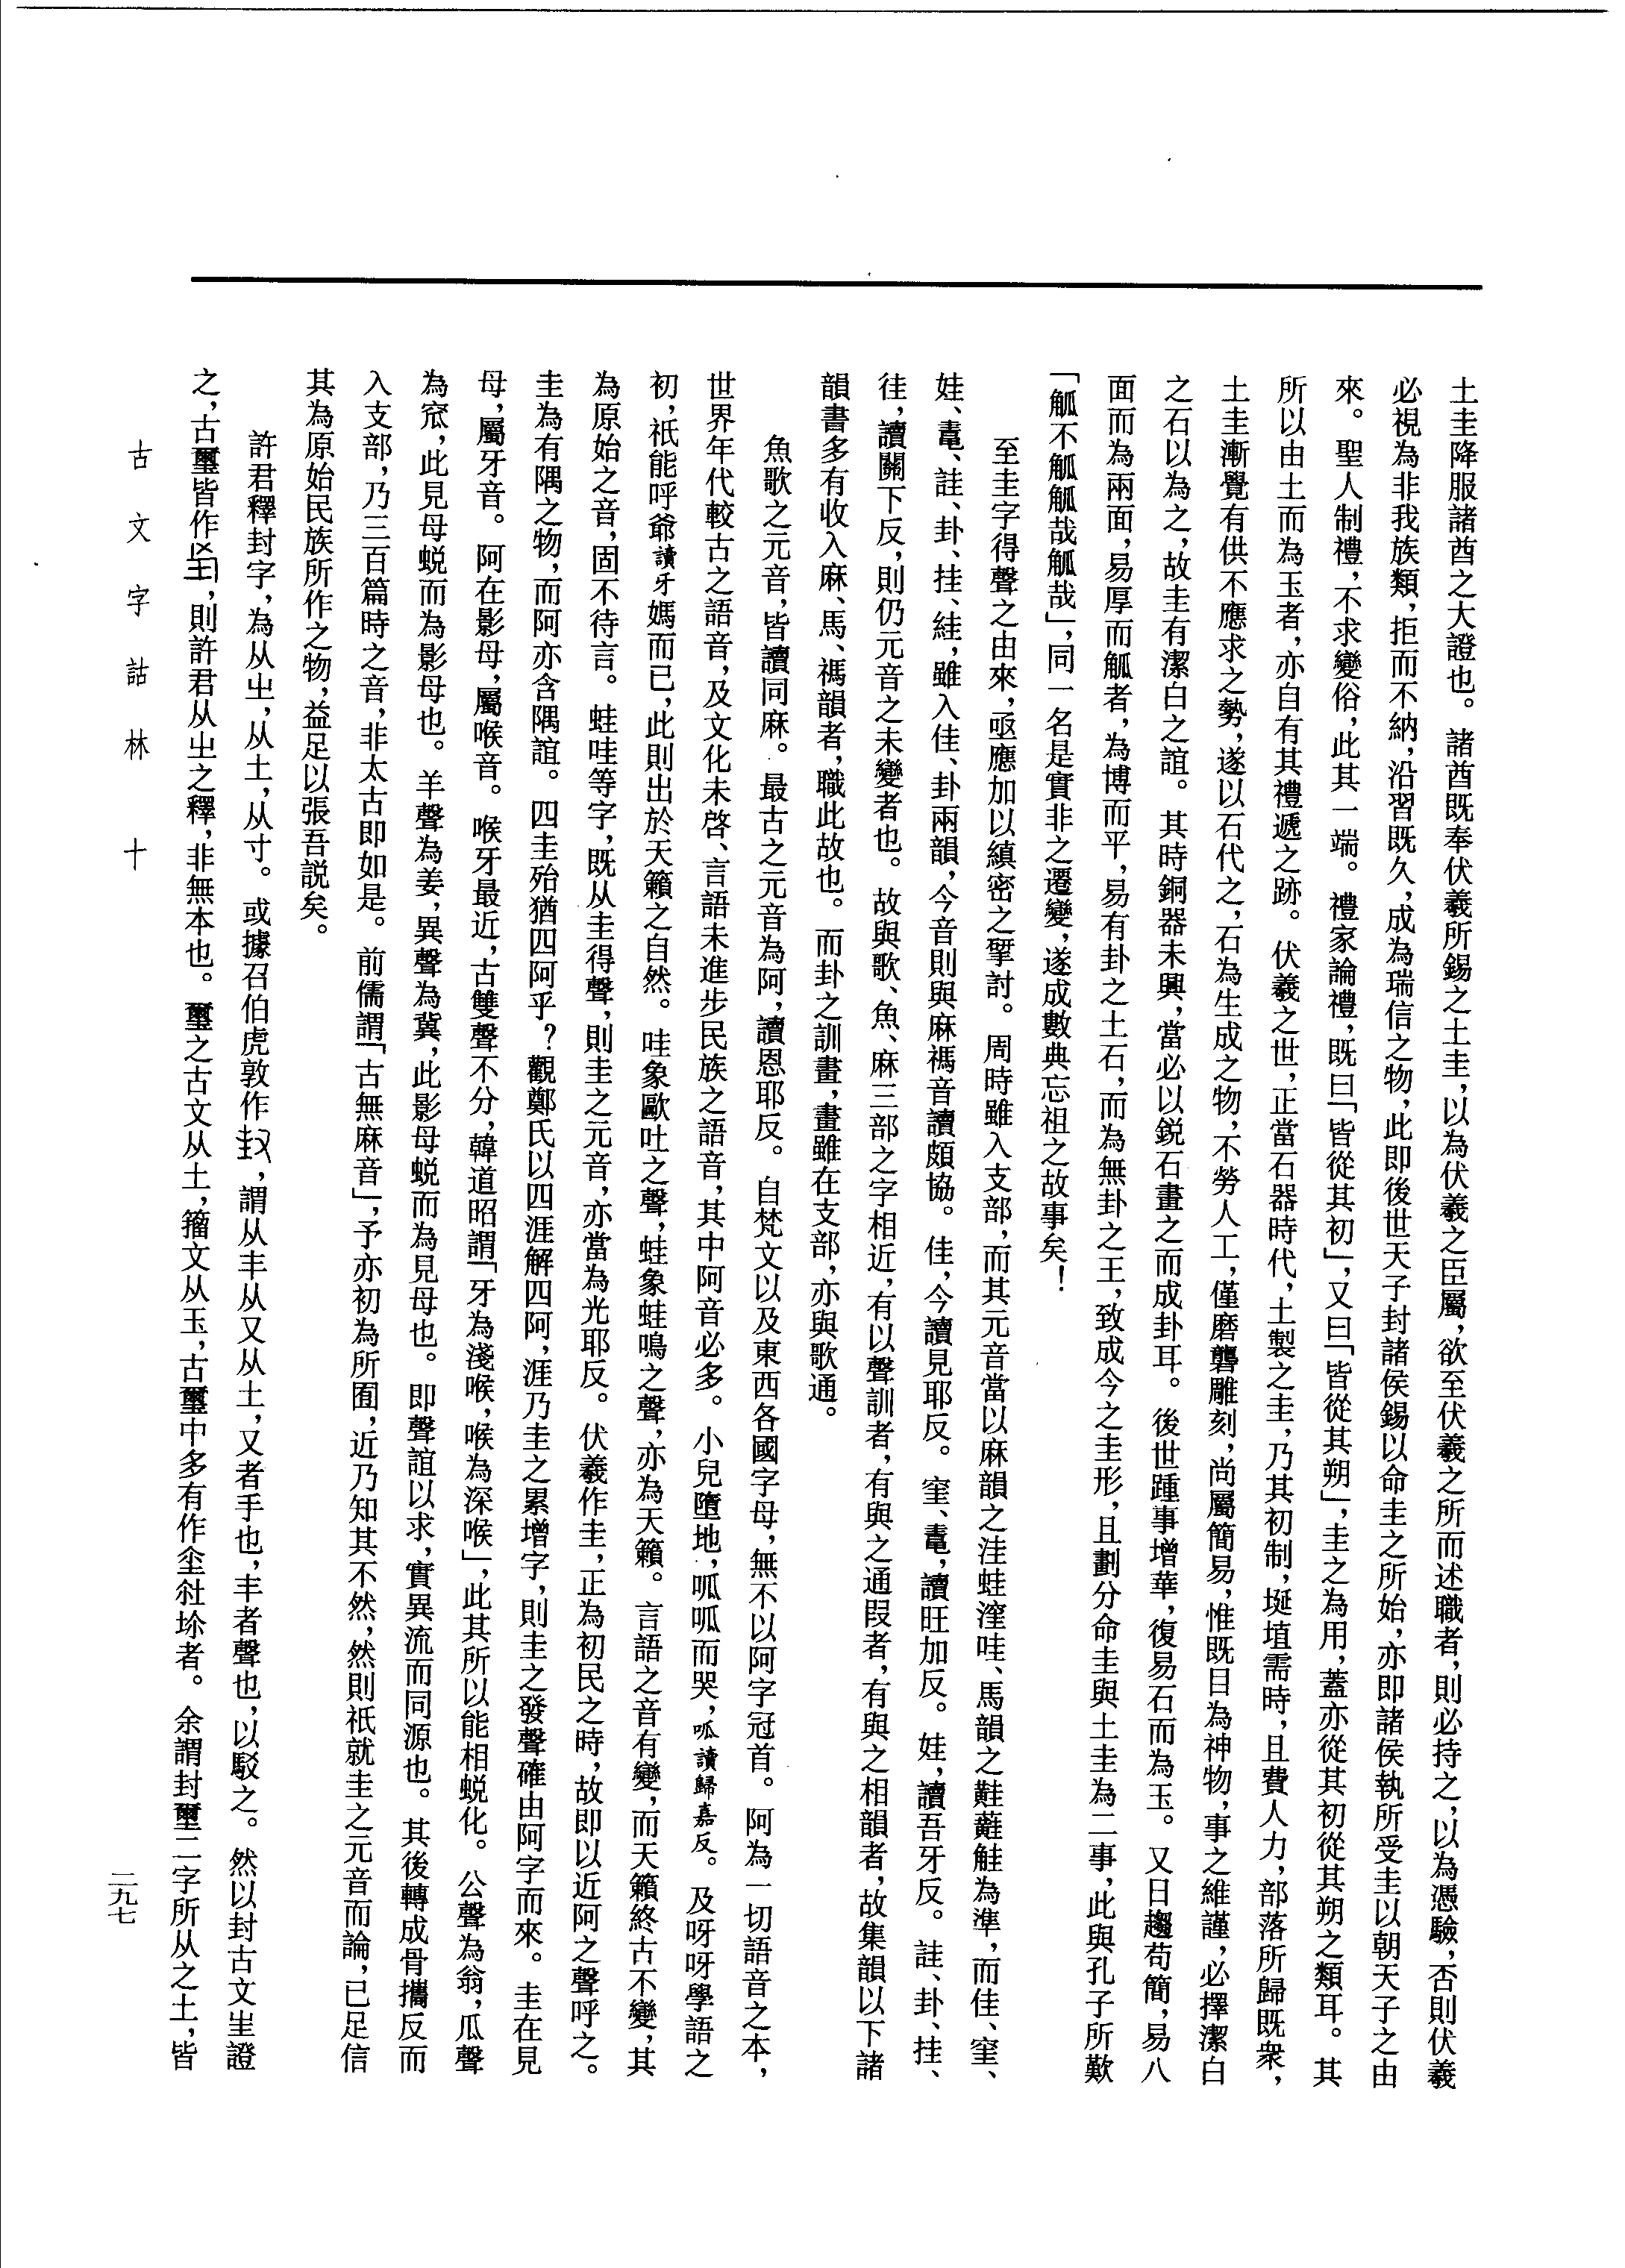 土圭降服諸酋之大證也。諸酋既奉伏羲所錫之土圭，以為伏羲之臣屬，欲至伏羲之所而述職者，則必持之，以為憑驗，否則伏羲
必視為非我族類，拒而不納，沿習既久，成為瑞信之物，此即後世天子封諸侯錫以命圭之所始，亦即諸侯執所受圭以朝天子之由
來。聖人制禮，不求變俗，此其一端。禮家論禮，既曰「皆從其初」，又曰「皆從其朔」，圭之為用，蓋亦從其初從其朔之類耳。其
所以由土而為玉者，亦自有其禮遞之跡。伏羲之世，正當石器時代，土製之圭，乃其初制，埏埴需時，且費人力，部落所歸既衆，
土圭漸覺有供不應求之勢，遂以石代之，石為生成之物，不勞人工，僅磨礱雕刻，尚屬簡易，惟既目為神物，事之維謹，必擇潔白
之石以為之，故圭有潔白之誼。其時銅器未興，當必以銳石畫之而成卦耳。後世踵事增華，復易石而為玉。又日趨苟簡，易八
面而為兩面，易厚而觚者，為博而平，易有卦之土石，而為無卦之王，致成今之圭形，且劃分命圭與土圭為二事，此與孔子所歎
「觚不觚觚哉觚哉」，同一名是實非之遷變，遂成數典忘祖之故事矣！
至圭字得聲之由來，亟應加以縝密之揅討。周時雖入支部，而其元音當以麻韻之洼蛙漥哇、馬韻之䵷蘳觟為準，而佳、窐、
娃、鼃、詿、卦、挂、絓，雖入佳、卦兩韻，今音則與麻禡音讀頗協。佳，今讀見耶反。窐、鼃，讀旺加反。娃，讀吾牙反。詿、卦、挂、
徍，讀關下反，則仍元音之未變者也。故與歌、魚、麻三部之字相近，有以聲訓者，有與之通叚者，有與之相韻者，故集韻以下諸
韻書多有收入麻、馬、禡韻者，職此故也。而卦之訓畫，畫雖在支部，亦與歌通。
魚歌之元音，皆讀同麻。最古之元音為阿，讀恩耶反。自梵文以及東西各國字母，無不以阿字冠首。阿為一切語音之本，
世界年代較古之語音，及文化未啓、言語未進步民族之語音，其中阿音必多。小兒墮地，呱呱而哭，呱讀歸嘉反。及呀呀學語之
初，祇能呼爺讀牙媽而已，此則出於天籟之自然。哇象歐吐之聲，蛙象蛙鳴之聲，亦為天籟。言語之音有變，而天籟終古不變，其
為原始之音，固不待言。蛙哇等字，既从圭得聲，則圭之元音，亦當為光耶反。伏羲作圭，正為初民之時，故即以近阿之聲呼之。
圭為有隅之物，而阿亦含隅誼。四圭殆猶四阿乎？觀鄭氏以四涯解四阿，涯乃圭之累增字，則圭之發聲確由阿字而來。圭在見
母，屬牙音。阿在影母，屬喉音。喉牙最近，古雙聲不分，韓道昭謂「牙為淺喉，喉為深喉」，此其所以能相蛻化。公聲為翁，瓜聲
為窊，此見母蛻而為影母也。羊聲為姜，異聲為冀，此影母蛻而為見母也。即聲誼以求，實異流而同源也。其後轉成骨攜反而
入支部，乃三百篇時之音，非太古即如是。前儒謂「古無麻音」，予亦初為所囿，近乃知其不然，然則祇就圭之元音而論，已足信
其為原始民族所作之物，益足以張吾説矣。
許君釋封字，為从㞢，从土，从寸。或據召伯虎敦作，謂从丰从又从土，又者手也，丰者聲也，以駁之。然以封古文㞷證
之，古壐皆作，則許君从㞢之釋，非無本也。壐之古文从土，籀文从玉，古壐中多有作坔坿者。余謂封壐二字所从之土，皆
古文字詁林 十
二九七